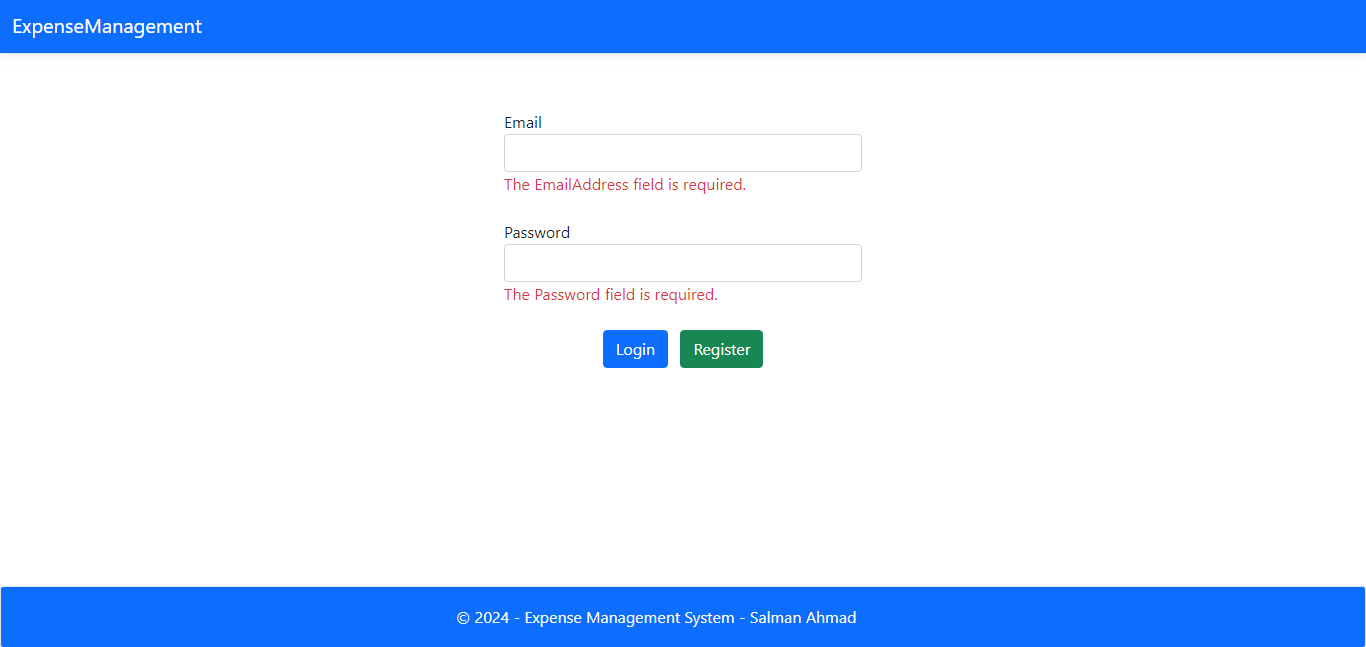 ExpenseManagement
Email
The EmailAddress field is required.
Password
The Password field is required.
Login Register
© 2024 - Expense Management System - Salman Ahmad